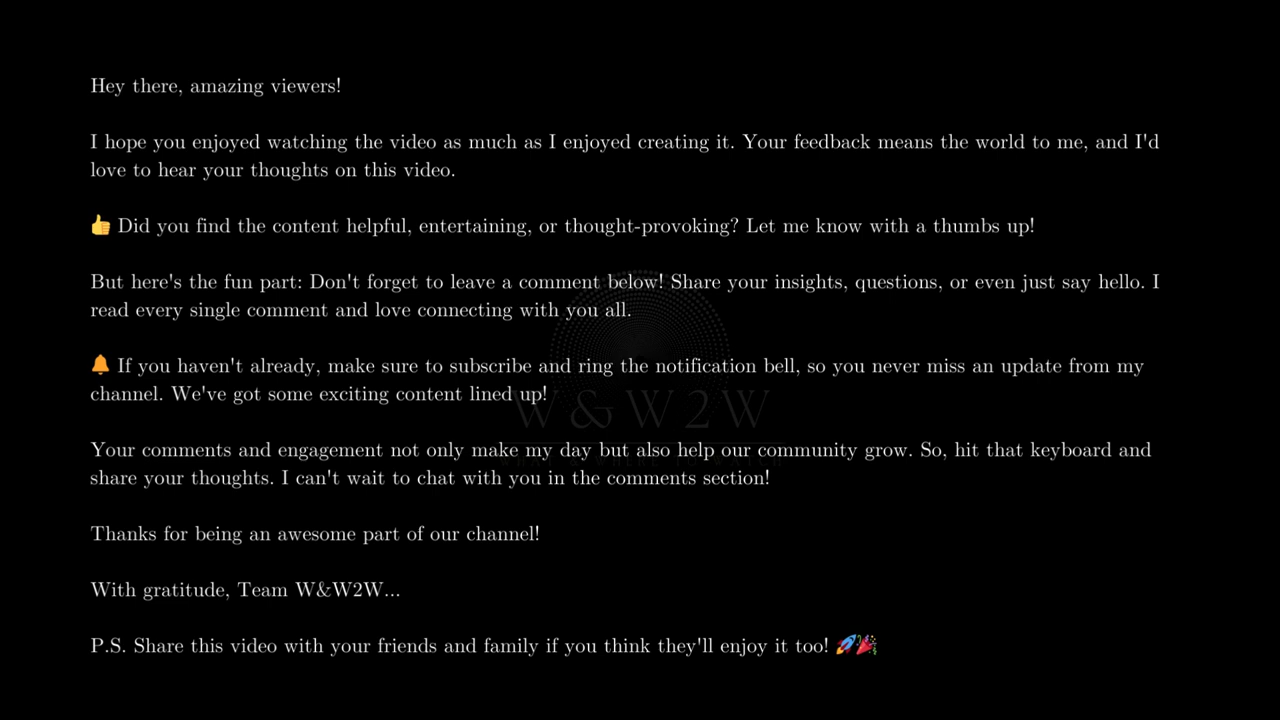 Hey there, amazing viewers!
I hope you enjoyed watching the video as much as I enjoyed creating it. Your feedback means the world to me, and I'd
love to hear your thoughts on this video.
👍 Did you find the content helpful, entertaining, or thought-provoking? Let me know with a thumbs up!
But here's the fun part: Don't forget to leave a comment below! Share your insights, questions, or even just say hello. I
read every single comment and love connecting with you all.
🔔 If you haven't already, make sure to subscribe and ring the notification bell, so you never miss an update from my
channel. We've got some exciting content lined up!
W&W2W
Your comments and engagement not only make my day but also help our community grow. So, hit that keyboard and
share your thoughts. I can't wait to chat with you in the comments section!
Thanks for being an awesome part of our channel!
With gratitude, Team W&W2W...
P.S. Share this video with your friends and family if you think they'll enjoy it too! 🚀🎉